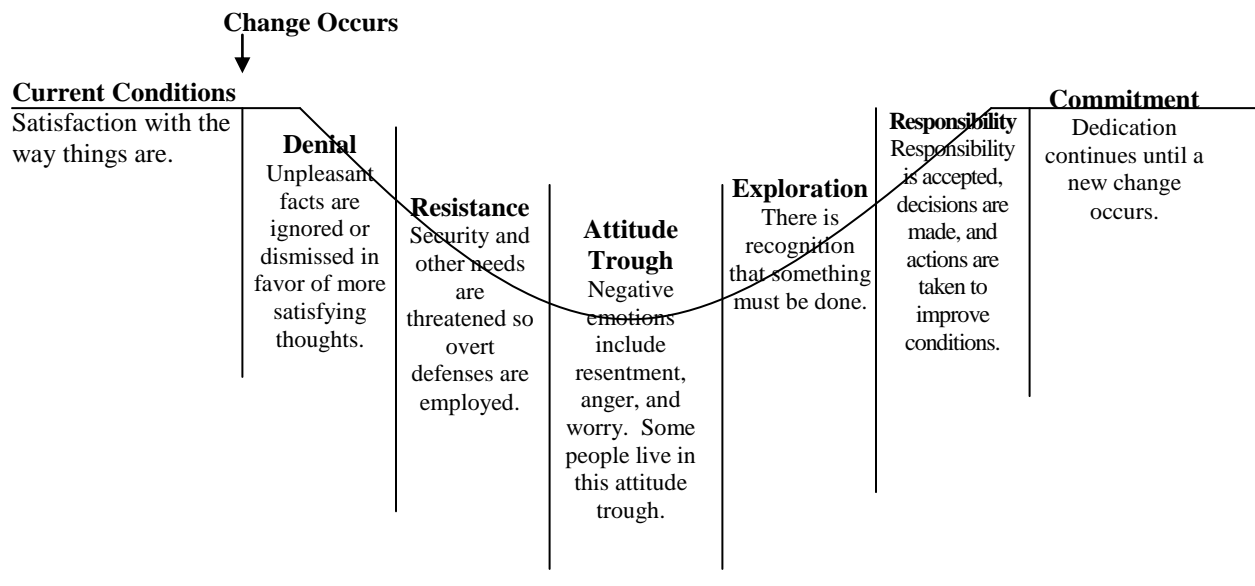 Change Occurs
Current Conditions
Satisfaction with the
way things are.
Denial
Unpleasant
facts are
ignored or
dismissed in
favor of more
satisfying
thoughts.
Resistance
Security and
other needs
are
threatened so
overt
defenses are
employed.
Attitude
Trough
Negative
emotions
include
resentment,
anger, and
worry.  Some
people live in
this attitude
trough.
Exploration
There is
recognition
that something
must be done.
Responsibility
Responsibility
is accepted,
decisions are
made, and
actions are
taken to
improve
conditions.
Commitment
Dedication
continues until a
new change
occurs.